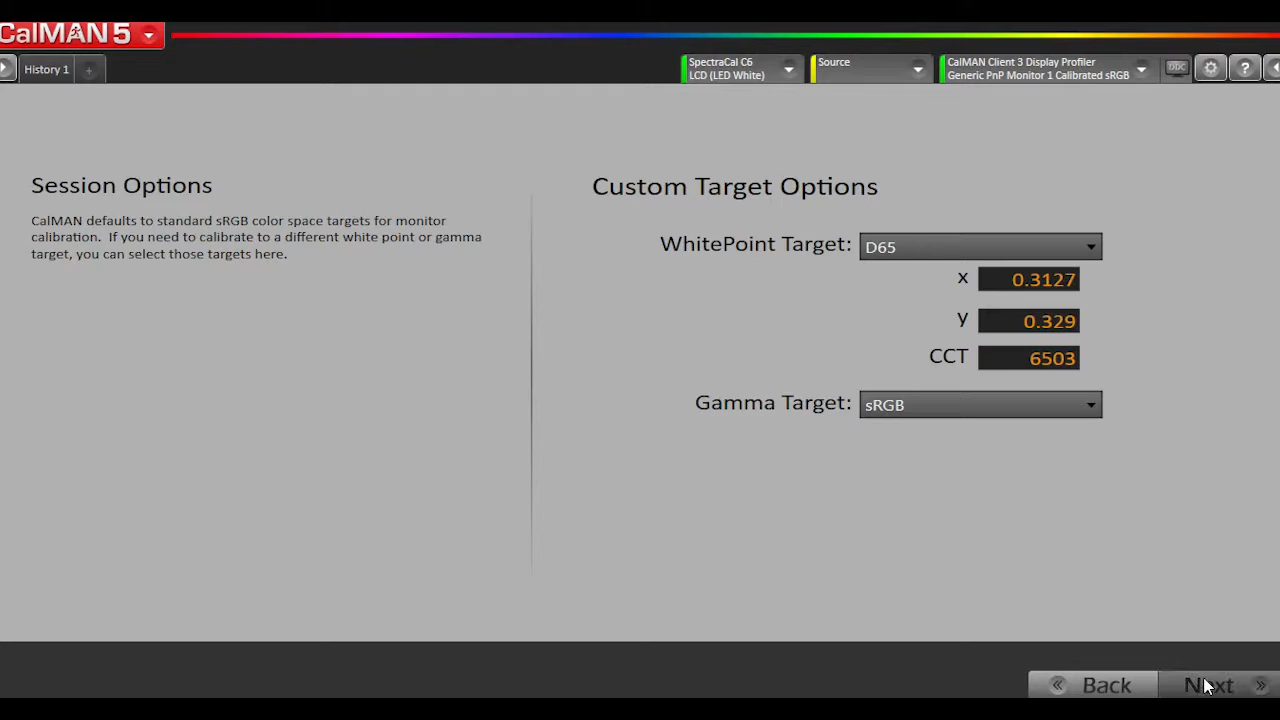 CalMAN 5
History 1
+
SpectraCal C6
LCD (LED White)
Source
CalMAN Client 3 Display Profiler
Generic PnP Monitor 1 Calibrated sRGB
DDC
?
Session Options
CalMAN defaults to standard sRGB color space targets for monitor
calibration. If you need to calibrate to a different white point or gamma
target, you can select those targets here.
Custom Target Options
WhitePoint Target: D65
x 0.3127
y 0.329
CCT 6503
Gamma Target: sRGB
« Back
Next »